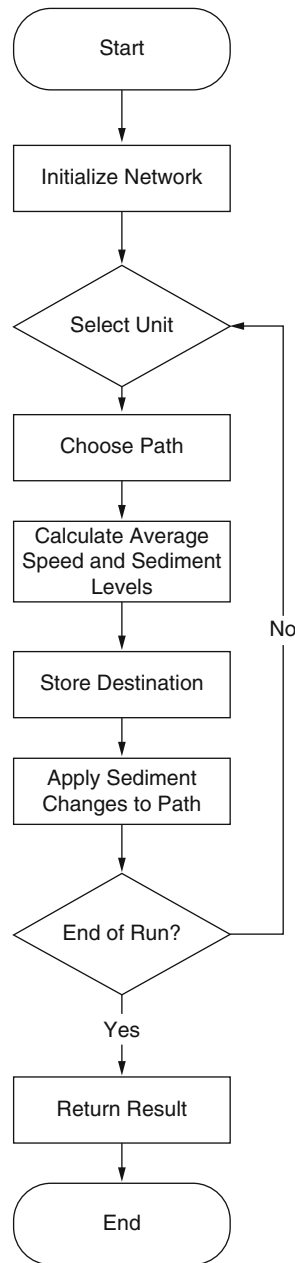 Start
Initialize Network
Select Unit
Choose Path
Calculate Average
Speed and Sediment
Levels
No
Store Destination
Apply Sediment
Changes to Path
End of Run?
Yes
Return Result
End